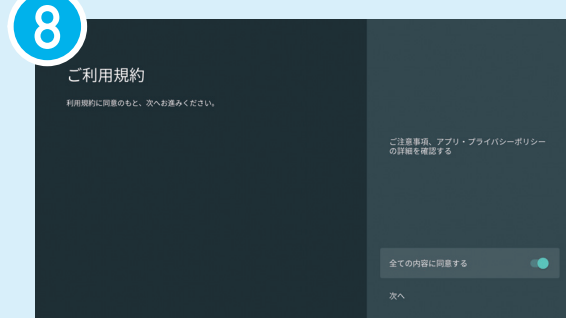 8
ご利用規約
利用規約に同意のもと、次へお進みください。
ご注意事項、アプリ・プライバシーポリシー
の詳細を確認する
全ての内容に同意する
次へ